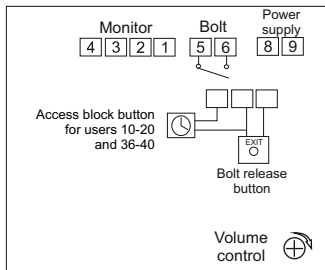 Monitor
Bolt
Power
supply
4 3 2 1
5 6
8 9
Access block button
for users 10-20
and 36-40
EXIT
Bolt release
button
Volume
control